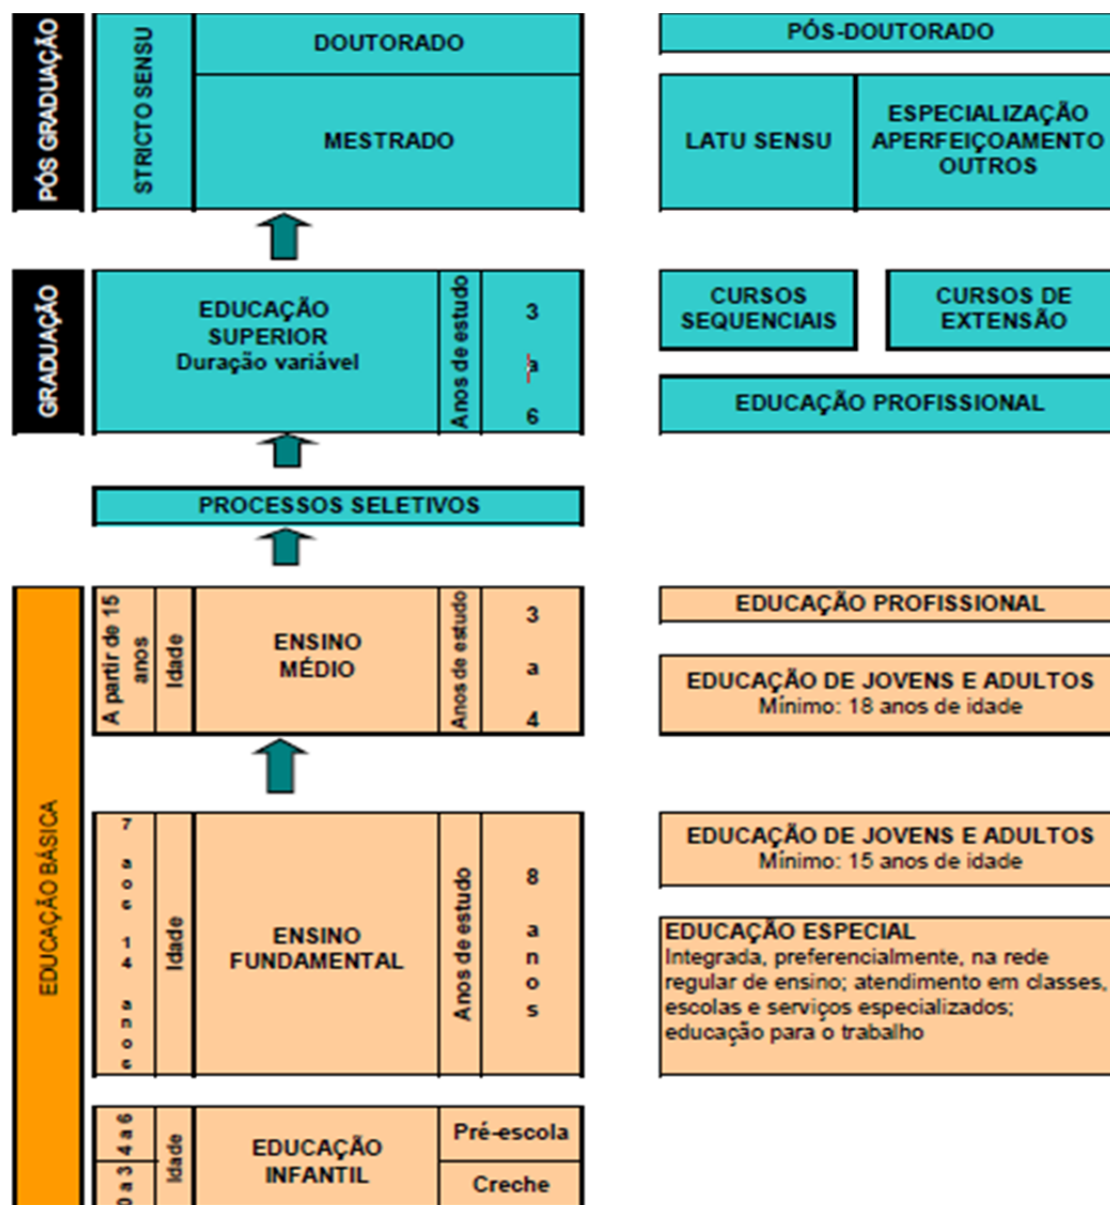 PÓS GRADUAÇÃO
STRICTO SENSU
DOUTORADO
MESTRADO
PÓS-DOUTORADO
LATU SENSU
ESPECIALIZAÇÃO
APERFEIÇOAMENTO
OUTROS
GRADUAÇÃO
EDUCAÇÃO
SUPERIOR
Duração variável
Anos de estudo
3
a
6
CURSOS
SEQUENCIAIS
CURSOS DE
EXTENSÃO
EDUCAÇÃO PROFISSIONAL
PROCESSOS SELETIVOS
EDUCAÇÃO BÁSICA
A partir de 15
anos
Idade
ENSINO
MÉDIO
Anos de estudo
3
a
4
EDUCAÇÃO PROFISSIONAL
EDUCAÇÃO DE JOVENS E ADULTOS
Mínimo: 18 anos de idade
7 aos 14 anos
Idade
ENSINO
FUNDAMENTAL
Anos de estudo
8
a
n
o
s
EDUCAÇÃO DE JOVENS E ADULTOS
Mínimo: 15 anos de idade
EDUCAÇÃO ESPECIAL
Integrada, preferencialmente, na rede
regular de ensino; atendimento em classes,
escolas e serviços especializados;
educação para o trabalho
4 a 6
0 a 3
Idade
EDUCAÇÃO
INFANTIL
Pré-escola
Creche